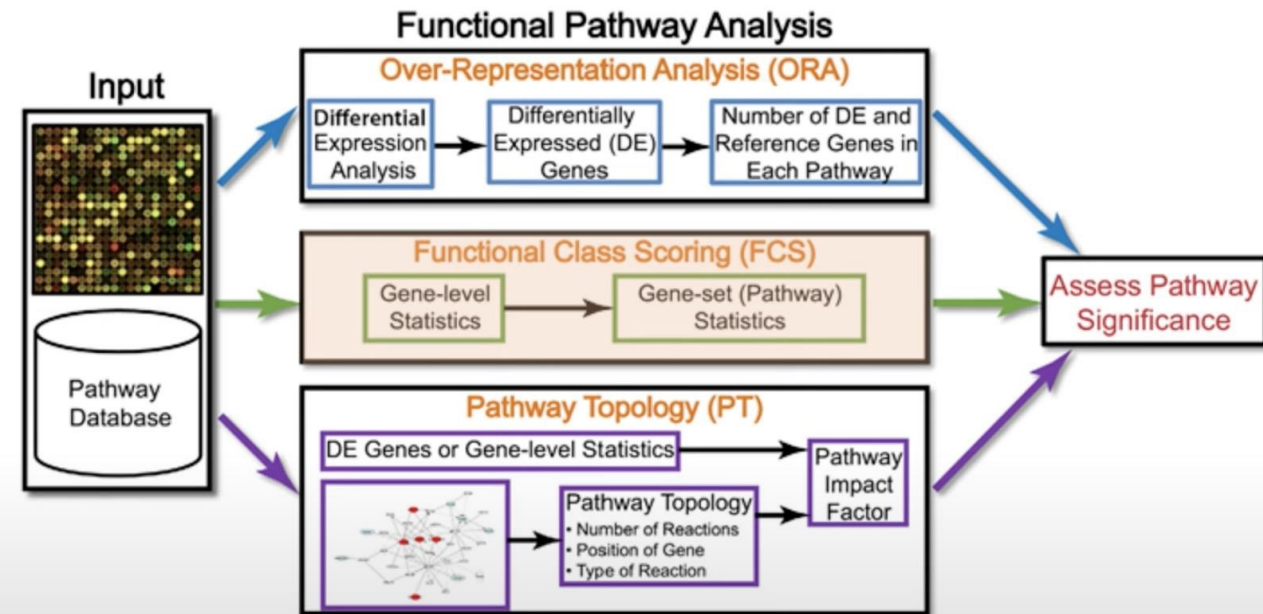 Functional Pathway Analysis
Input
Over-Representation Analysis (ORA)
Differential
Expression
Analysis
Differentially
Expressed (DE)
Genes
Number of DE and
Reference Genes in
Each Pathway
Functional Class Scoring (FCS)
Gene-level
Statistics
Gene-set (Pathway)
Statistics
Assess Pathway
Significance
Pathway
Database
Pathway Topology (PT)
DE Genes or Gene-level Statistics
Pathway
Impact
Factor
Pathway Topology
• Number of Reactions
• Position of Gene
• Type of Reaction